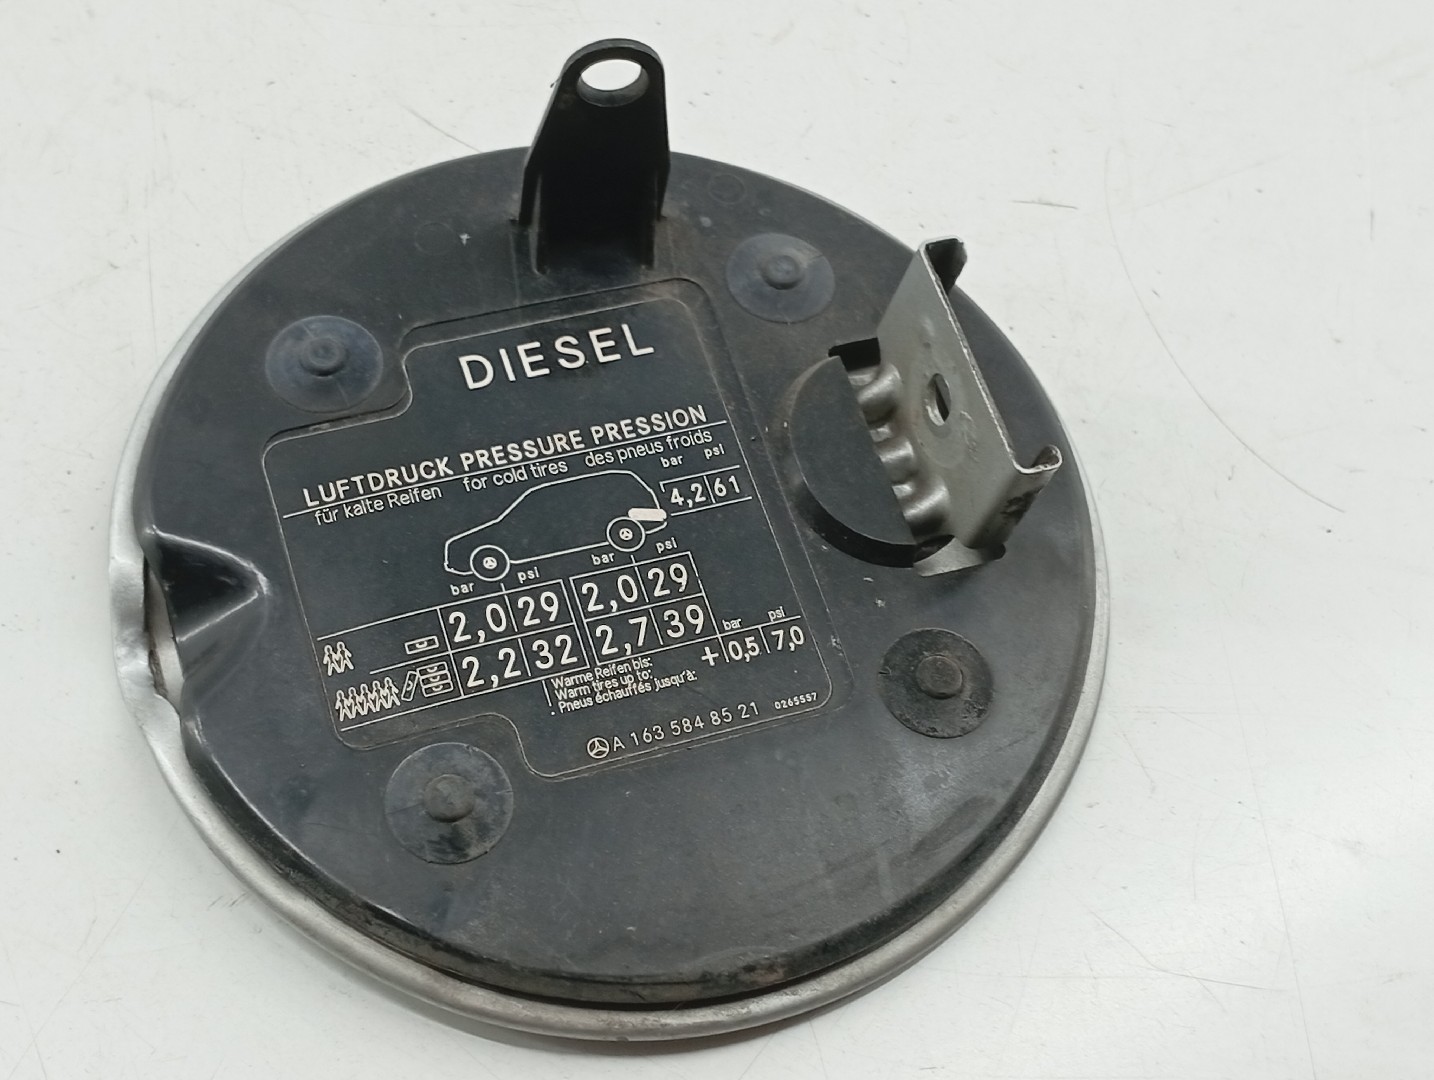 DIESEL
LUFTDRUCK PRESSURE PRESSION
für kalte Reifen for cold tires des pneus froids
bar psi
4,2 61
bar psi bar psi
2,0 29 2,0 29
2,2 32 2,7 39
bar psi
Warme Reifen bis:
Warm tires up to:
Pneus échauffés jusqu'à:
+ 0,5 7,0
A 163 584 85 21 0265557